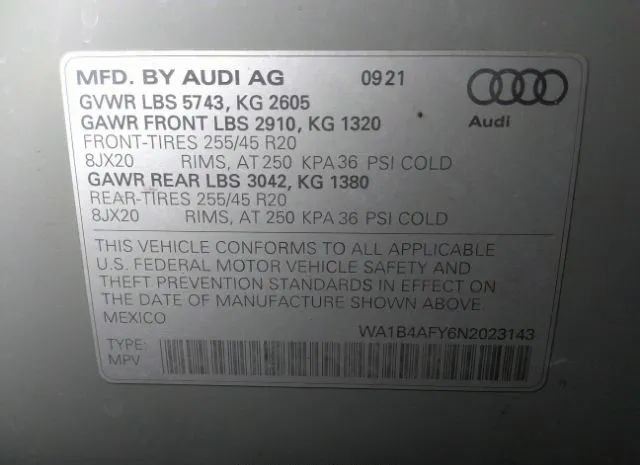 MFD. BY AUDI AG 0921
GVWR LBS 5743, KG 2605
GAWR FRONT LBS 2910, KG 1320
FRONT-TIRES 255/45 R20
8JX20 RIMS, AT 250 KPA 36 PSI COLD
GAWR REAR LBS 3042, KG 1380
REAR-TIRES 255/45 R20
8JX20 RIMS, AT 250 KPA 36 PSI COLD
Audi
THIS VEHICLE CONFORMS TO ALL APPLICABLE
U.S. FEDERAL MOTOR VEHICLE SAFETY AND
THEFT PREVENTION STANDARDS IN EFFECT ON
THE DATE OF MANUFACTURE SHOWN ABOVE.
MEXICO
WA1B4AFY6N2023143
TYPE:
MPV